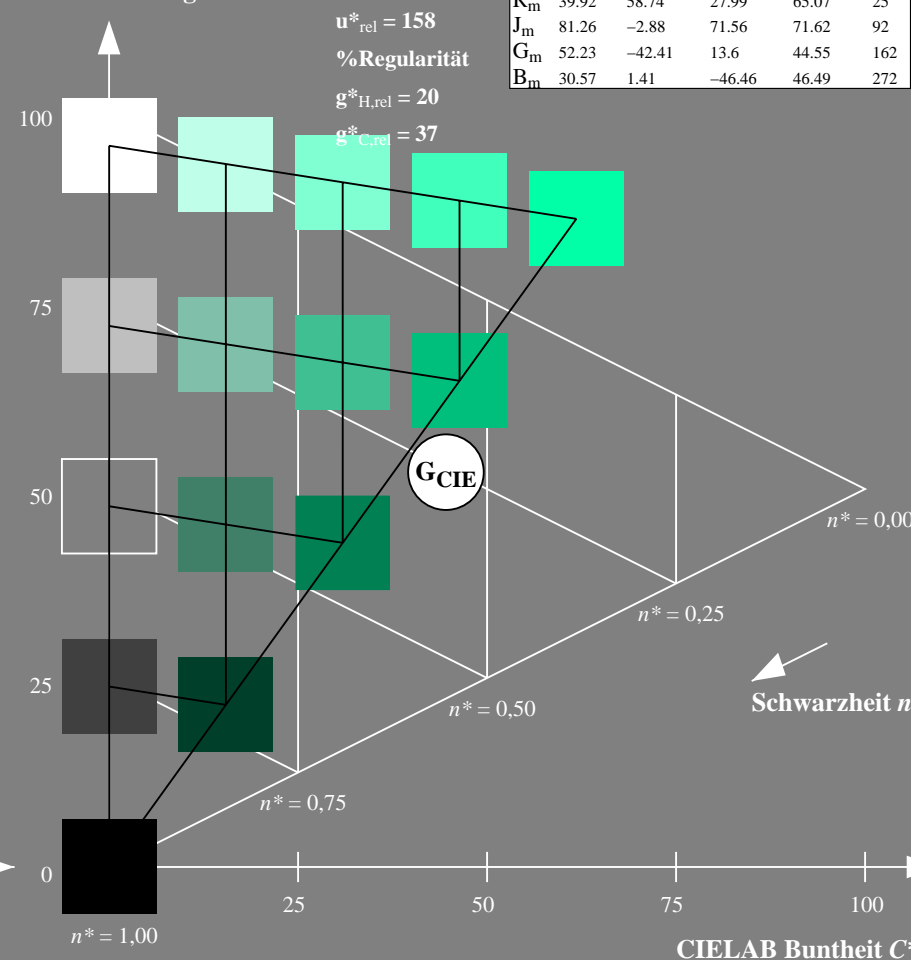 u*rel = 158
%Regularität
g*H,rel = 20
g*C,rel = 37
Rm 39.92 58.74 27.99 65.07 25
Jm 81.26 −2.88 71.56 71.62 92
Gm 52.23 −42.41 13.6 44.55 162
Bm 30.57 1.41 −46.46 46.49 272
100
75
50
25
0
GCIE
n* = 0,00
n* = 0,25
n* = 0,50
n* = 0,75
n* = 1,00
Schwarzheit n
25 50 75 100
CIELAB Buntheit C*